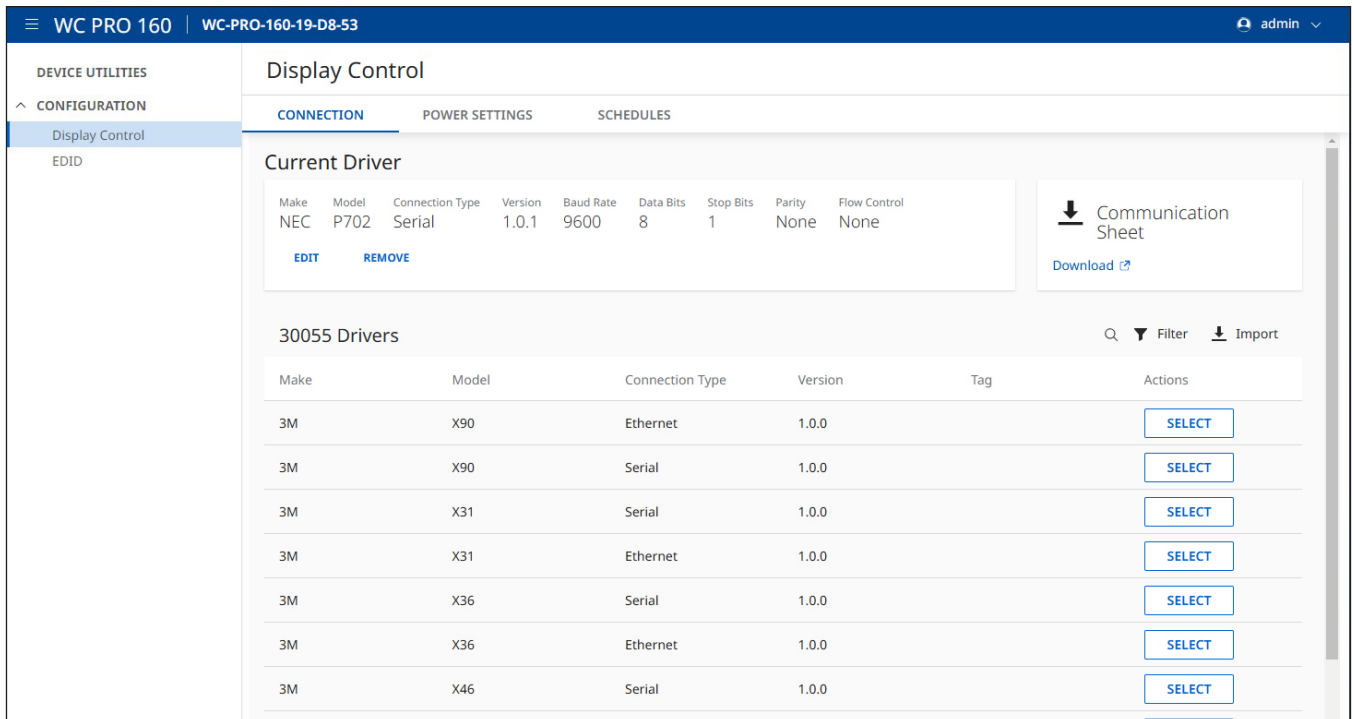 WC PRO 160 WC-PRO-160-19-D8-53 admin
DEVICE UTILITIES
CONFIGURATION
Display Control
EDID
Display Control
CONNECTION POWER SETTINGS SCHEDULES
Current Driver
Make Model Connection Type Version Baud Rate Data Bits Stop Bits Parity Flow Control
NEC P702 Serial 1.0.1 9600 8 1 None None
EDIT REMOVE
Communication
Sheet
Download
30055 Drivers Filter Import
Make Model Connection Type Version Tag Actions
3M X90 Ethernet 1.0.0 SELECT
3M X90 Serial 1.0.0 SELECT
3M X31 Serial 1.0.0 SELECT
3M X31 Ethernet 1.0.0 SELECT
3M X36 Serial 1.0.0 SELECT
3M X36 Ethernet 1.0.0 SELECT
3M X46 Serial 1.0.0 SELECT